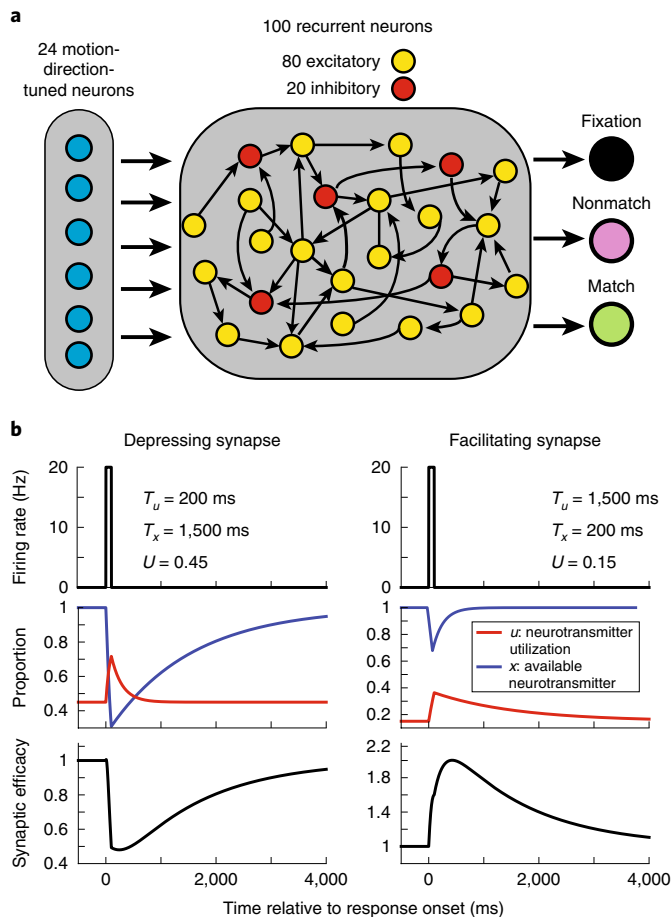 a
24 motion-
direction-
tuned neurons
100 recurrent neurons
80 excitatory
20 inhibitory
Fixation
Nonmatch
Match
b
Depressing synapse
Facilitating synapse
Firing rate (Hz)
20
15
10
5
0
T_u = 200 ms
T_x = 1,500 ms
U = 0.45
20
15
10
5
0
T_u = 1,500 ms
T_x = 200 ms
U = 0.15
Proportion
1
0.8
0.6
0.4
1
0.8
0.6
0.4
0.2
u: neurotransmitter
utilization
x: available
neurotransmitter
Synaptic efficacy
1
0.8
0.6
0.4
2.2
1.8
1.4
1
0
2,000
4,000
0
2,000
4,000
Time relative to response onset (ms)